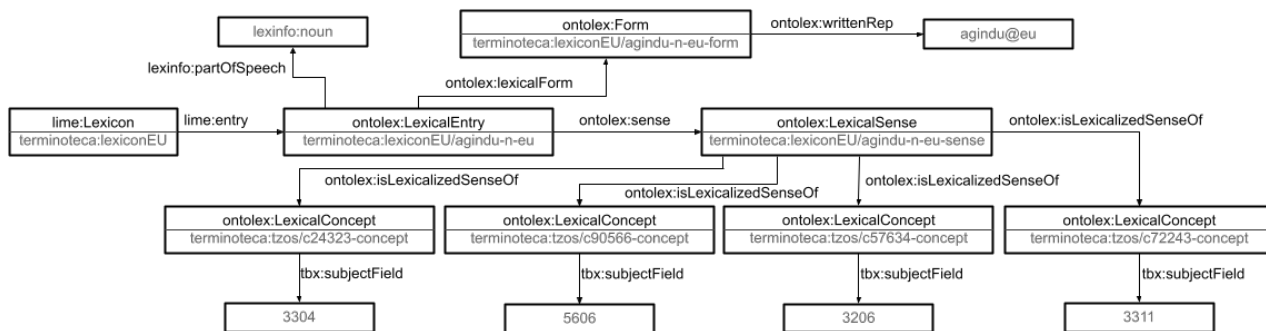 ontolex:Form
ontolex:writtenRep
lexinfo:noun
terminoteca:lexiconEU/agindu-n-eu-form
agindu@eu
lexinfo:partOfSpeech
ontolex:lexicalForm
lime:Lexicon
lime:entry
ontolex:LexicalEntry
ontolex:sense
ontolex:LexicalSense
ontolex:isLexicalizedSenseOf
terminoteca:lexiconEU
terminoteca:lexiconEU/agindu-n-eu
terminoteca:lexiconEU/agindu-n-eu-sense
ontolex:isLexicalizedSenseOf
ontolex:isLexicalizedSenseOf
ontolex:isLexicalizedSenseOf
ontolex:LexicalConcept
terminoteca:tzos/c24323-concept
ontolex:LexicalConcept
terminoteca:tzos/c90566-concept
ontolex:LexicalConcept
terminoteca:tzos/c57634-concept
ontolex:LexicalConcept
terminoteca:tzos/c72243-concept
tbx:subjectField
tbx:subjectField
tbx:subjectField
tbx:subjectField
3304
5606
3206
3311